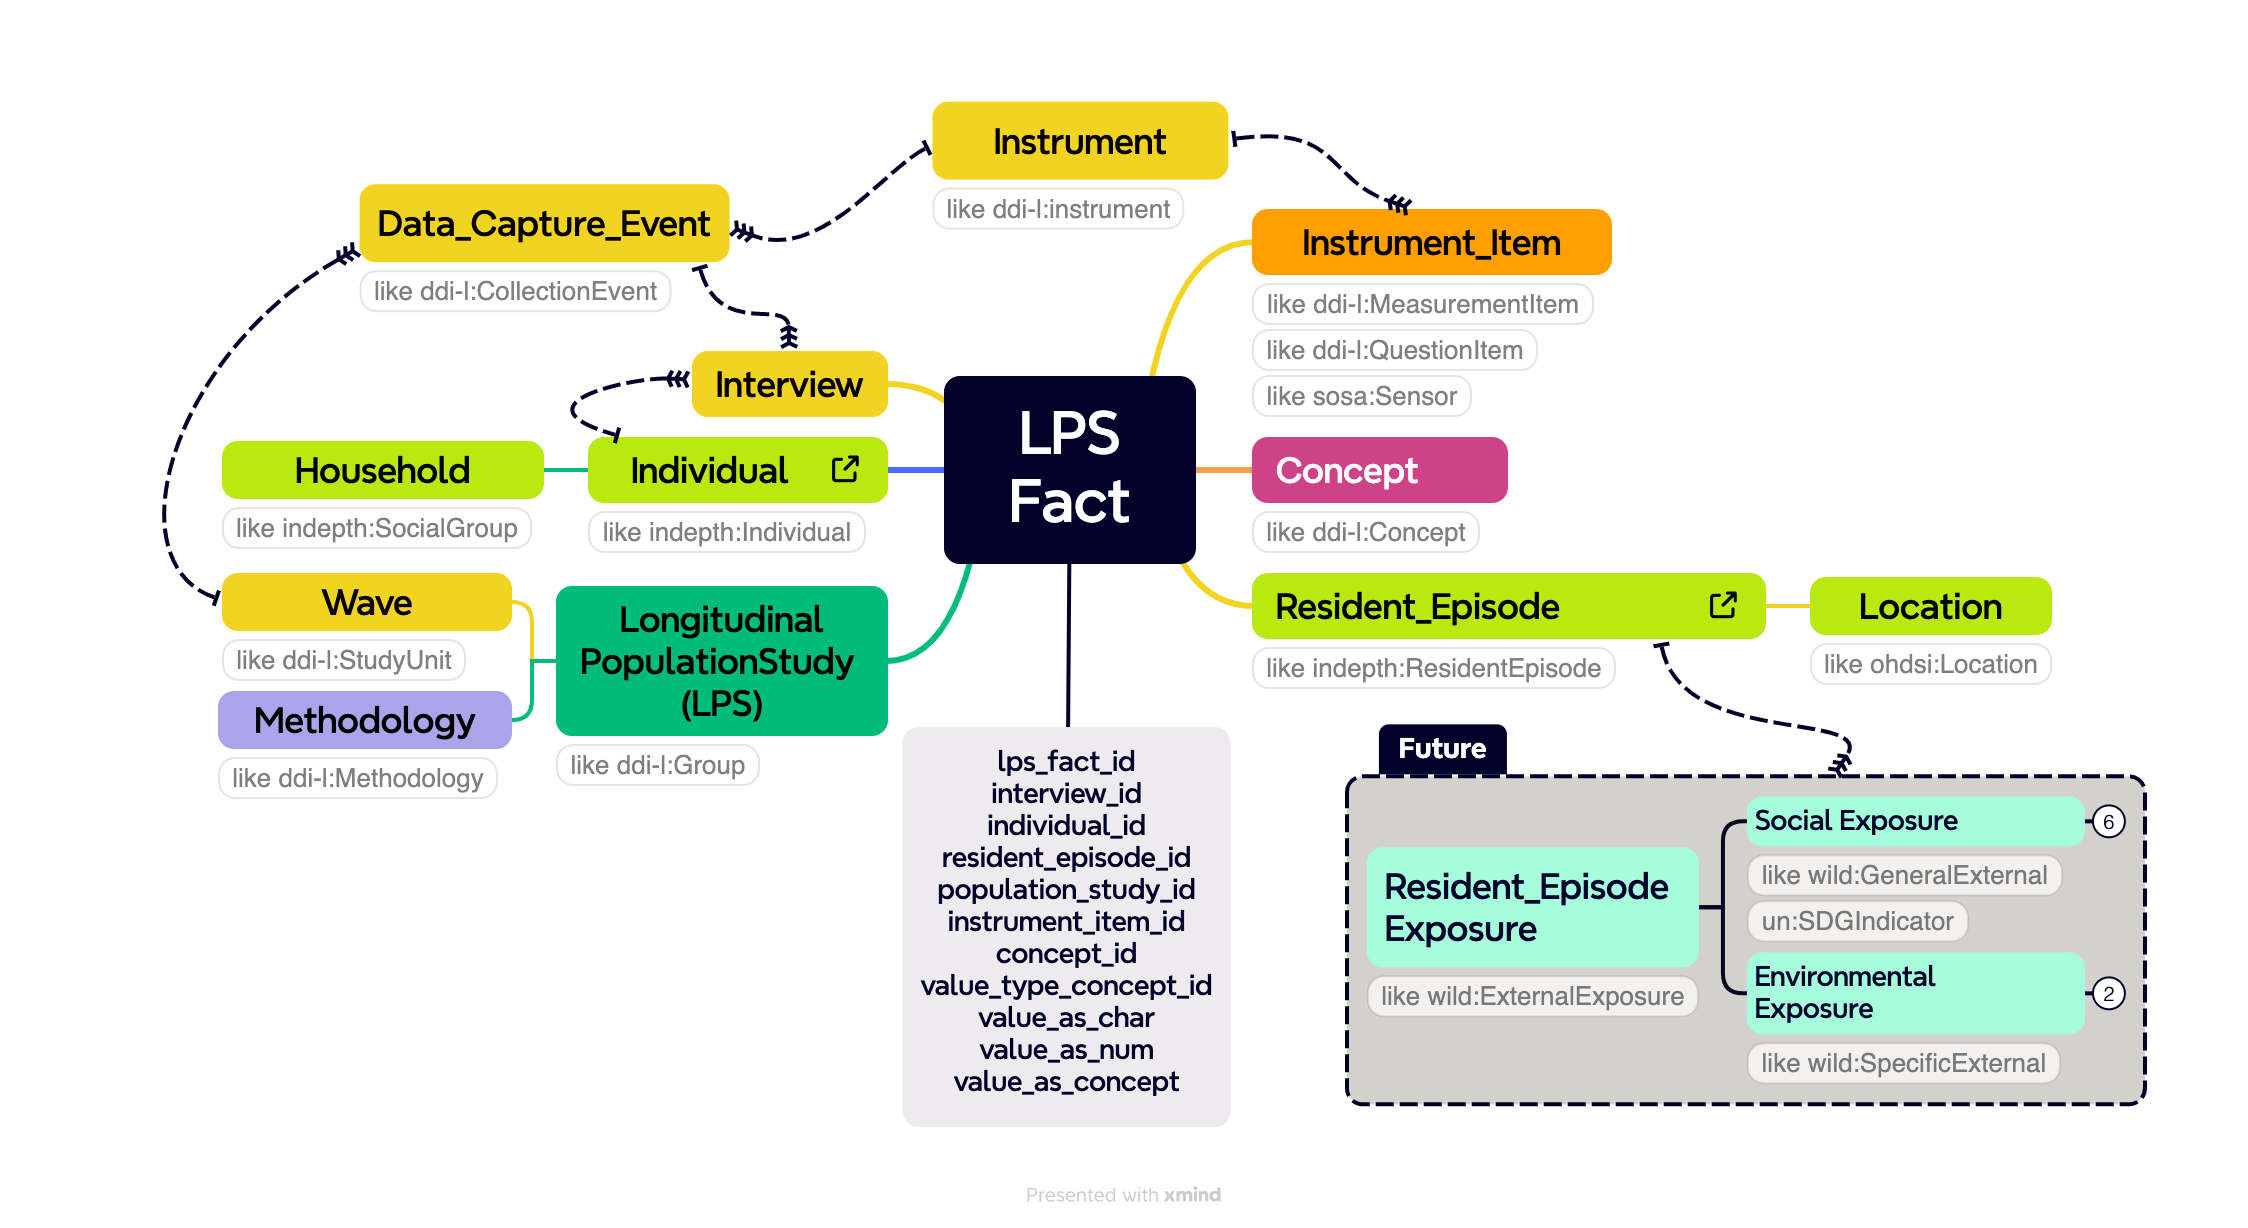 Instrument
like ddi-l:instrument
Data_Capture_Event
like ddi-l:CollectionEvent
Instrument_Item
like ddi-l:MeasurementItem
like ddi-l:QuestionItem
like sosa:Sensor
Interview
LPS
Fact
Household
like indepth:SocialGroup
Individual
like indepth:Individual
Concept
like ddi-l:Concept
Wave
like ddi-l:StudyUnit
Methodology
like ddi-l:Methodology
Longitudinal
PopulationStudy
(LPS)
like ddi-l:Group
Resident_Episode
like indepth:ResidentEpisode
Location
like ohdsi:Location
lps_fact_id
interview_id
individual_id
resident_episode_id
population_study_id
instrument_item_id
concept_id
value_type_concept_id
value_as_char
value_as_num
value_as_concept
Future
Resident_Episode
Exposure
like wild:ExternalExposure
Social Exposure
6
like wild:GeneralExternal
un:SDGIndicator
Environmental
Exposure
2
like wild:SpecificExternal
Presented with xmind